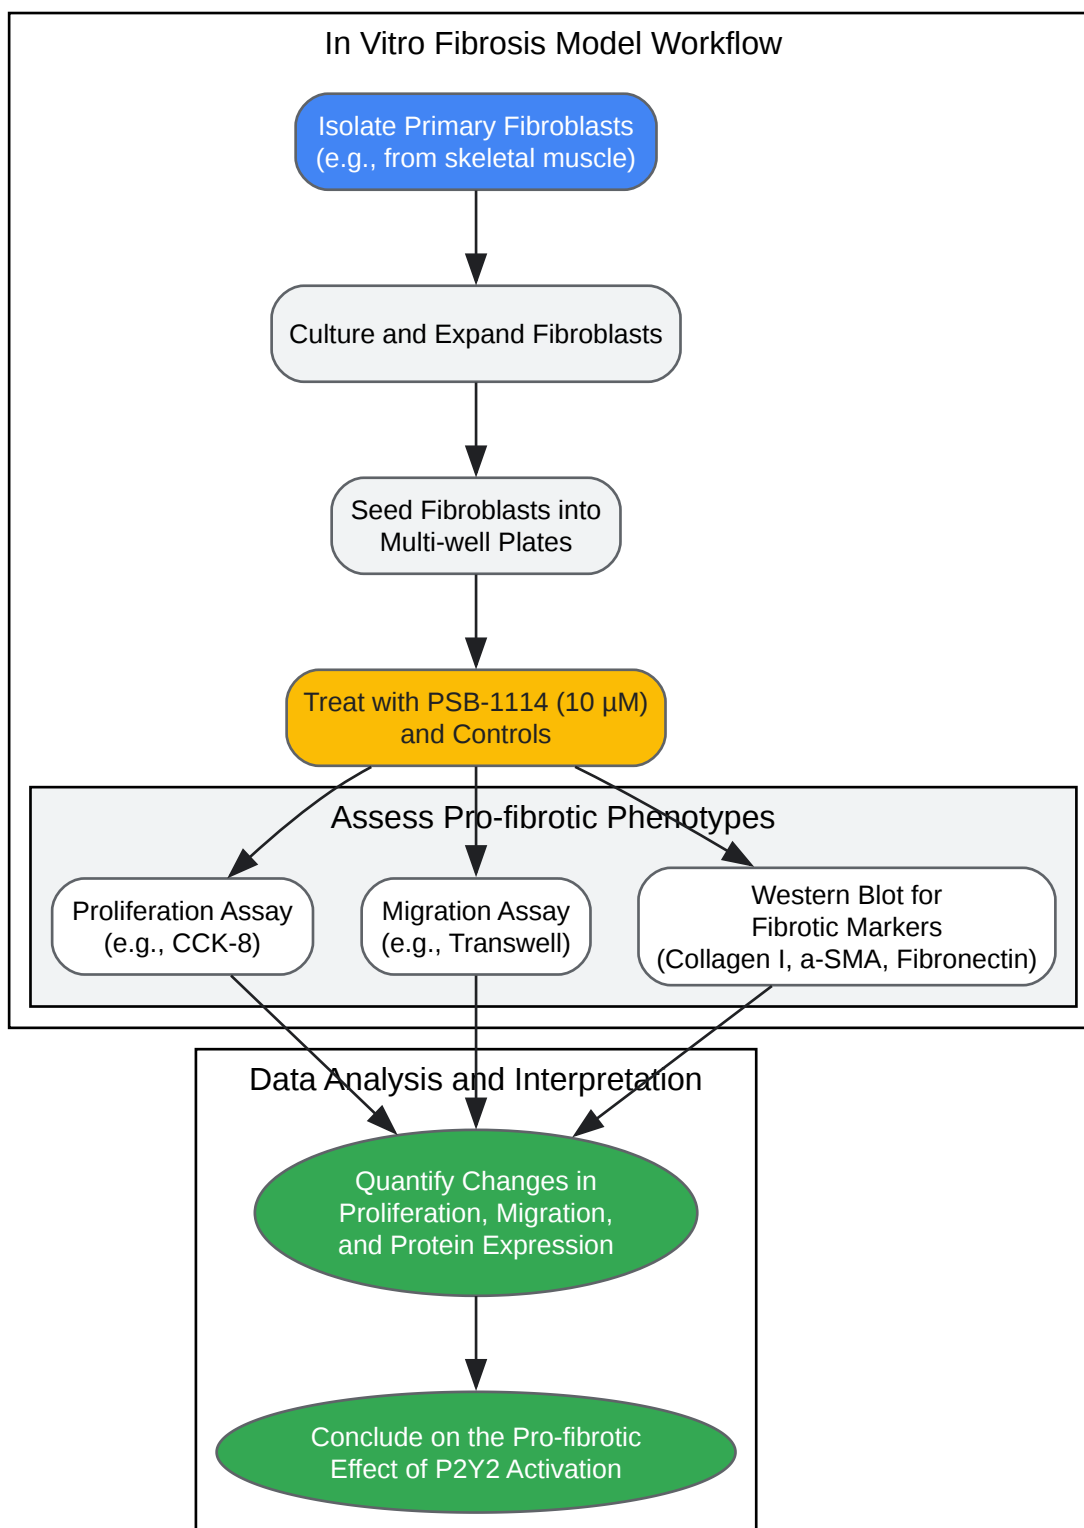 In Vitro Fibrosis Model Workflow
Isolate Primary Fibroblasts
(e.g., from skeletal muscle)
Culture and Expand Fibroblasts
Seed Fibroblasts into
Multi-well Plates
Treat with PSB-1114 (10 µM)
and Controls
Assess Pro-fibrotic Phenotypes
Proliferation Assay
(e.g., CCK-8)
Migration Assay
(e.g., Transwell)
Western Blot for
Fibrotic Markers
(Collagen I, a-SMA, Fibronectin)
Data Analysis and Interpretation
Quantify Changes in
Proliferation, Migration,
and Protein Expression
Conclude on the Pro-fibrotic
Effect of P2Y2 Activation